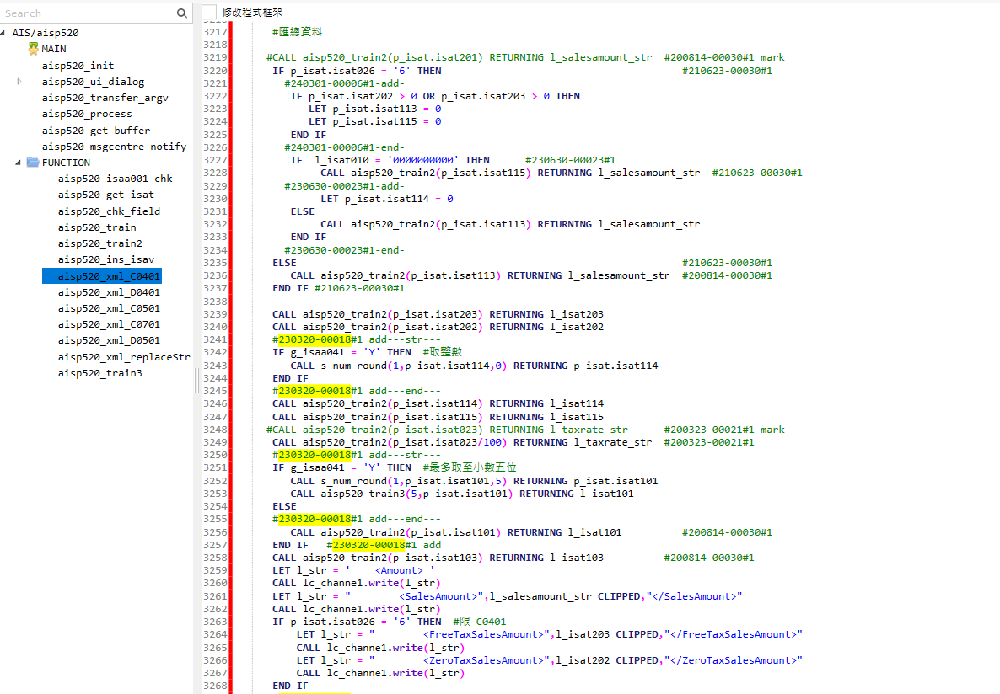 Search
修改程式框架
AIS/aisp520
MAIN
aisp520_init
aisp520_ui_dialog
aisp520_transfer_argv
aisp520_process
aisp520_get_buffer
aisp520_msgcentre_notify
FUNCTION
aisp520_isaa001_chk
aisp520_get_isat
aisp520_chk_field
aisp520_train
aisp520_train2
aisp520_ins_isav
aisp520_xml_C0401
aisp520_xml_D0401
aisp520_xml_C0501
aisp520_xml_C0701
aisp520_xml_D0501
aisp520_xml_replaceStr
aisp520_train3
3217 #匯總資料
3218
3219 #CALL aisp520_train2(p_isat.isat201) RETURNING l_salesamount_str #200814-00030#1 mark
3220 IF p_isat.isat026 = '6' THEN #210623-00030#1
3221 #240301-00006#1-add-
3222 IF p_isat.isat202 > 0 OR p_isat.isat203 > 0 THEN
3223 LET p_isat.isat113 = 0
3224 LET p_isat.isat115 = 0
3225 END IF
3226 #240301-00006#1-end-
3227 IF l_isat010 = '0000000000' THEN #230630-00023#1
3228 CALL aisp520_train2(p_isat.isat115) RETURNING l_salesamount_str #210623-00030#1
3229 #230630-00023#1-add-
3230 LET p_isat.isat114 = 0
3231 ELSE
3232 CALL aisp520_train2(p_isat.isat113) RETURNING l_salesamount_str
3233 END IF
3234 #230630-00023#1-end-
3235 ELSE #210623-00030#1
3236 CALL aisp520_train2(p_isat.isat113) RETURNING l_salesamount_str #200814-00030#1
3237 END IF #210623-00030#1
3238
3239 CALL aisp520_train2(p_isat.isat203) RETURNING l_isat203
3240 CALL aisp520_train2(p_isat.isat202) RETURNING l_isat202
3241 #230320-00018#1 add---str---
3242 IF g_isaa041 = 'Y' THEN #取整數
3243 CALL s_num_round(1,p_isat.isat114,0) RETURNING p_isat.isat114
3244 END IF
3245 #230320-00018#1 add---end---
3246 CALL aisp520_train2(p_isat.isat114) RETURNING l_isat114
3247 CALL aisp520_train2(p_isat.isat115) RETURNING l_isat115
3248 #CALL aisp520_train2(p_isat.isat023) RETURNING l_taxrate_str #200323-00021#1 mark
3249 CALL aisp520_train2(p_isat.isat023/100) RETURNING l_taxrate_str #200323-00021#1
3250 #230320-00018#1 add---str---
3251 IF g_isaa041 = 'Y' THEN #最多取至小數五位
3252 CALL s_num_round(1,p_isat.isat101,5) RETURNING p_isat.isat101
3253 CALL aisp520_train3(5,p_isat.isat101) RETURNING l_isat101
3254 ELSE
3255 #230320-00018#1 add---end---
3256 CALL aisp520_train2(p_isat.isat101) RETURNING l_isat101 #200814-00030#1
3257 END IF #230320-00018#1 add
3258 CALL aisp520_train2(p_isat.isat103) RETURNING l_isat103 #200814-00030#1
3259 LET l_str = ' <Amount> '
3260 CALL lc_channe1.write(l_str)
3261 LET l_str = " <SalesAmount>",l_salesamount_str CLIPPED,"</SalesAmount>"
3262 CALL lc_channe1.write(l_str)
3263 IF p_isat.isat026 = '6' THEN #限 C0401
3264 LET l_str = " <FreeTaxSalesAmount>",l_isat203 CLIPPED,"</FreeTaxSalesAmount>"
3265 CALL lc_channe1.write(l_str)
3266 LET l_str = " <ZeroTaxSalesAmount>",l_isat202 CLIPPED,"</ZeroTaxSalesAmount>"
3267 CALL lc_channe1.write(l_str)
3268 END IF